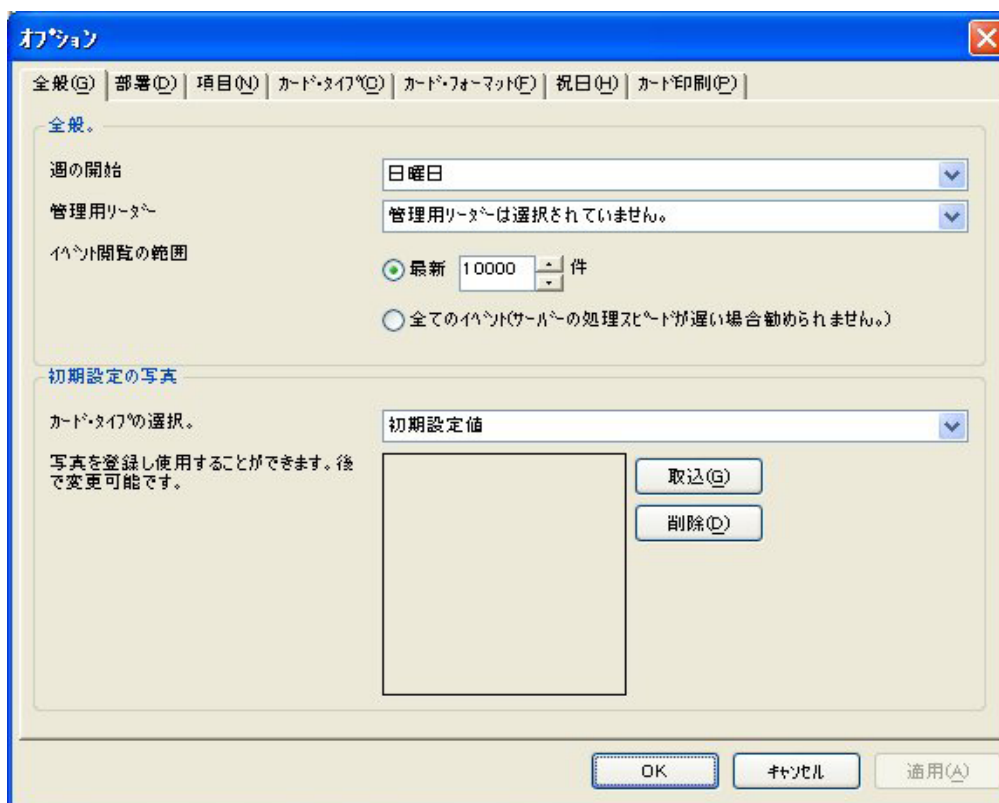 ｵﾌﾟｼｮﾝ
全般(G) 部署(D) 項目(N) ｶｰﾄﾞ･ﾀｲﾌﾟ(C) ｶｰﾄﾞ･ﾌｫｰﾏｯﾄ(F) 祝日(H) ｶｰﾄﾞ印刷(P)
全般。
週の開始 日曜日
管理用ﾘｰﾀﾞｰ 管理用ﾘｰﾀﾞｰは選択されていません。
ｲﾍﾞﾝﾄ閲覧の範囲
最新 10000 件
全てのｲﾍﾞﾝﾄ(ｻｰﾊﾞｰの処理ｽﾋﾟｰﾄﾞが遅い場合勧められません｡)
初期設定の写真
ｶｰﾄﾞ･ﾀｲﾌﾟの選択。 初期設定値
写真を登録し使用することができます。後
で変更可能です。
取込(G)
削除(D)
OK ｷｬﾝｾﾙ 適用(A)